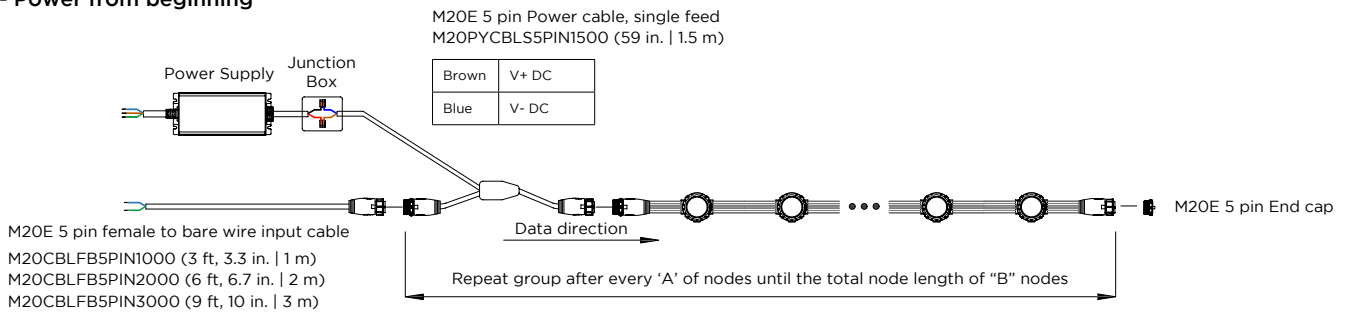 - Power from beginning
M20E 5 pin Power cable, single feed
M20PYCBLS5PIN1500 (59 in. | 1.5 m)
Brown V+ DC
Blue V- DC
Power Supply
Junction
Box
M20E 5 pin female to bare wire input cable
M20CBLFB5PIN1000 (3 ft, 3.3 in. | 1 m)
M20CBLFB5PIN2000 (6 ft, 6.7 in. | 2 m)
M20CBLFB5PIN3000 (9 ft, 10 in. | 3 m)
Data direction
M20E 5 pin End cap
Repeat group after every ‘A’ of nodes until the total node length of “B” nodes